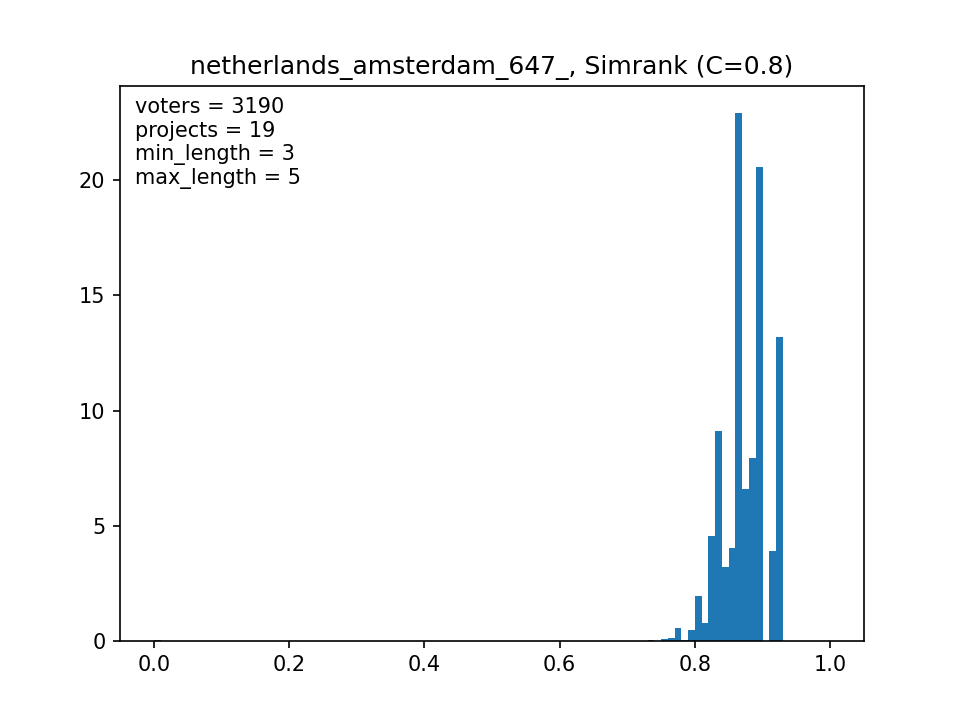 netherlands_amsterdam_647_, Simrank (C=0.8)
voters = 3190
projects = 19
min_length = 3
max_length = 5
20
15
10
5
0
0.0 0.2 0.4 0.6 0.8 1.0